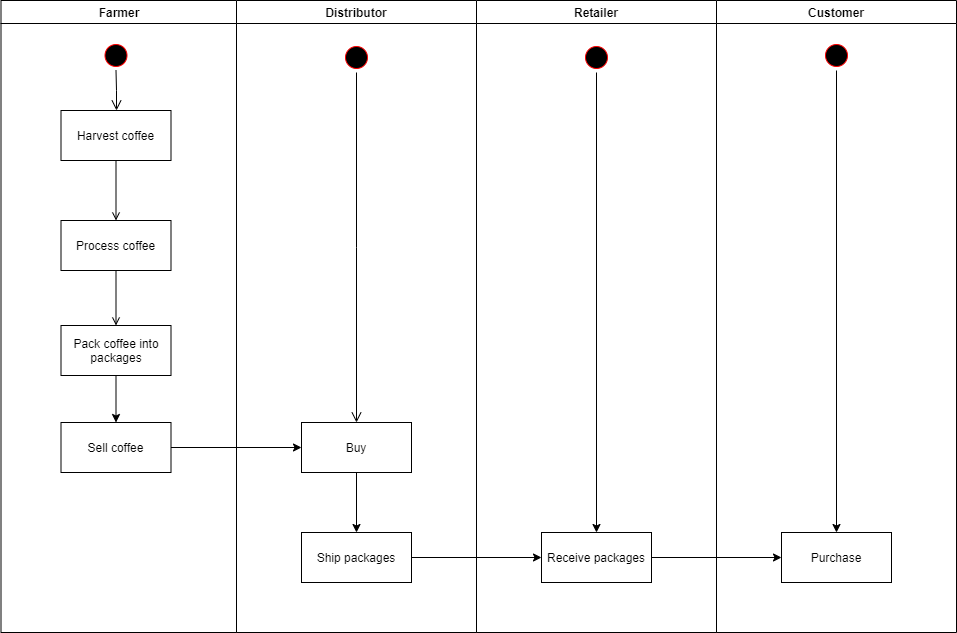 Farmer
Distributor
Retailer
Customer
Harvest coffee
Process coffee
Pack coffee into
packages
Sell coffee
Buy
Ship packages
Receive packages
Purchase